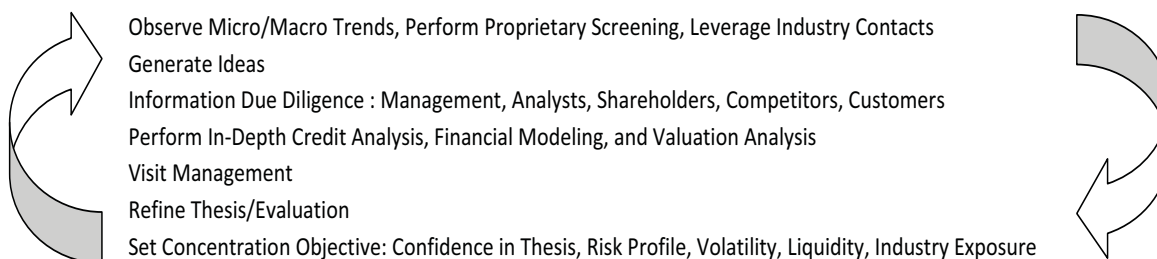 Observe Micro/Macro Trends, Perform Proprietary Screening, Leverage Industry Contacts
Generate Ideas
Information Due Diligence : Management, Analysts, Shareholders, Competitors, Customers
Perform In-Depth Credit Analysis, Financial Modeling, and Valuation Analysis
Visit Management
Refine Thesis/Evaluation
Set Concentration Objective: Confidence in Thesis, Risk Profile, Volatility, Liquidity, Industry Exposure